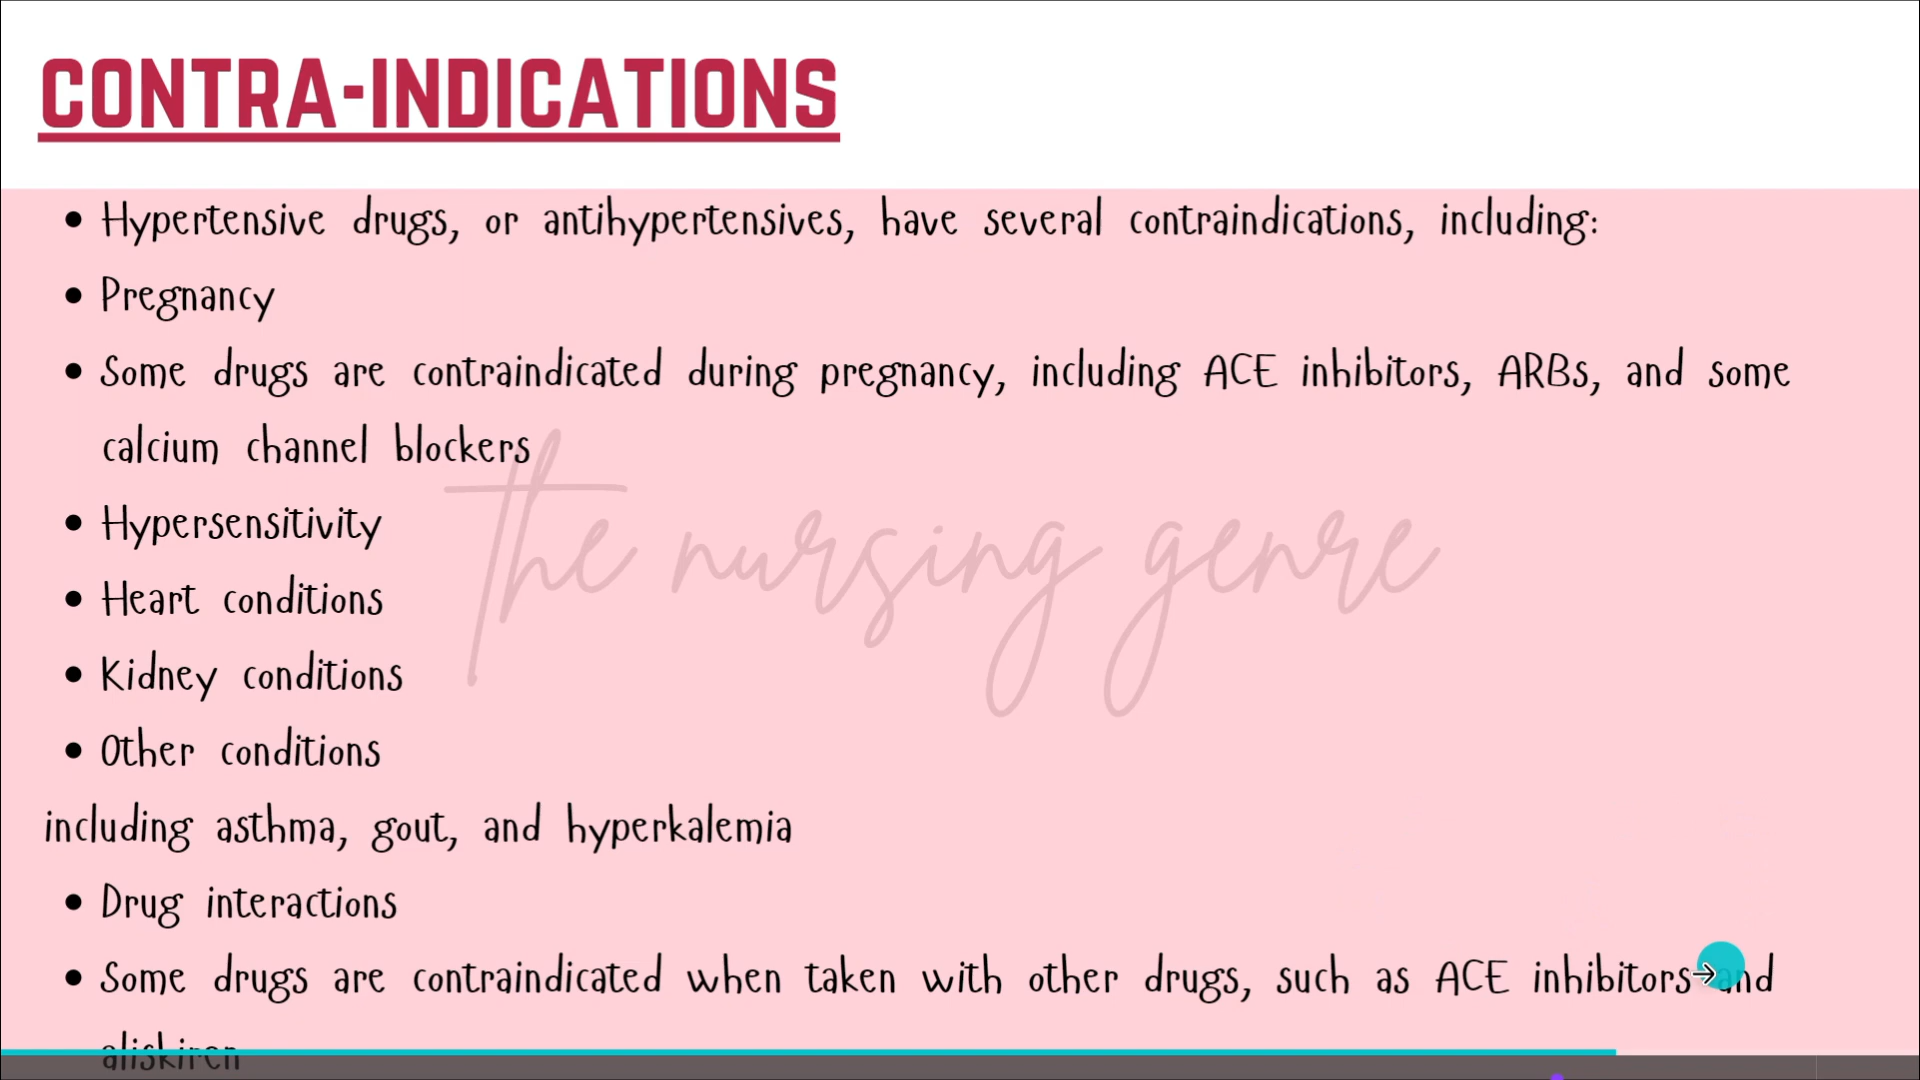 CONTRA-INDICATIONS
• Hypertensive drugs, or antihypertensives, have several contraindications, including:
• Pregnancy
• Some drugs are contraindicated during pregnancy, including ACE inhibitors, ARBs, and some
calcium channel blockers
the nursing genre
• Hypersensitivity
• Heart conditions
• Kidney conditions
• Other conditions
including asthma, gout, and hyperkalemia
• Drug interactions
• Some drugs are contraindicated when taken with other drugs, such as ACE inhibitors and
aliskiren